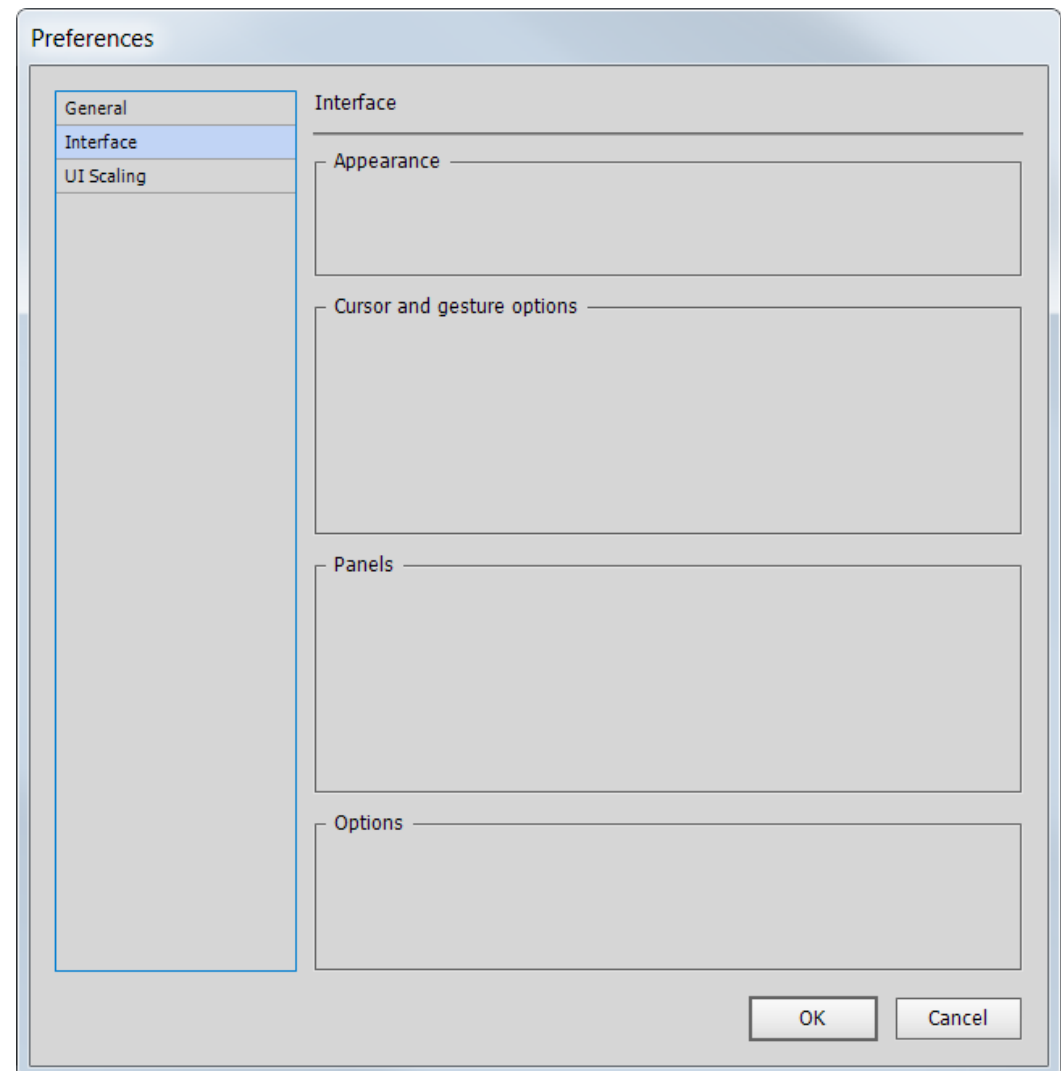 Preferences
General
Interface
UI Scaling
Interface
Appearance
Cursor and gesture options
Panels
Options
OK
Cancel